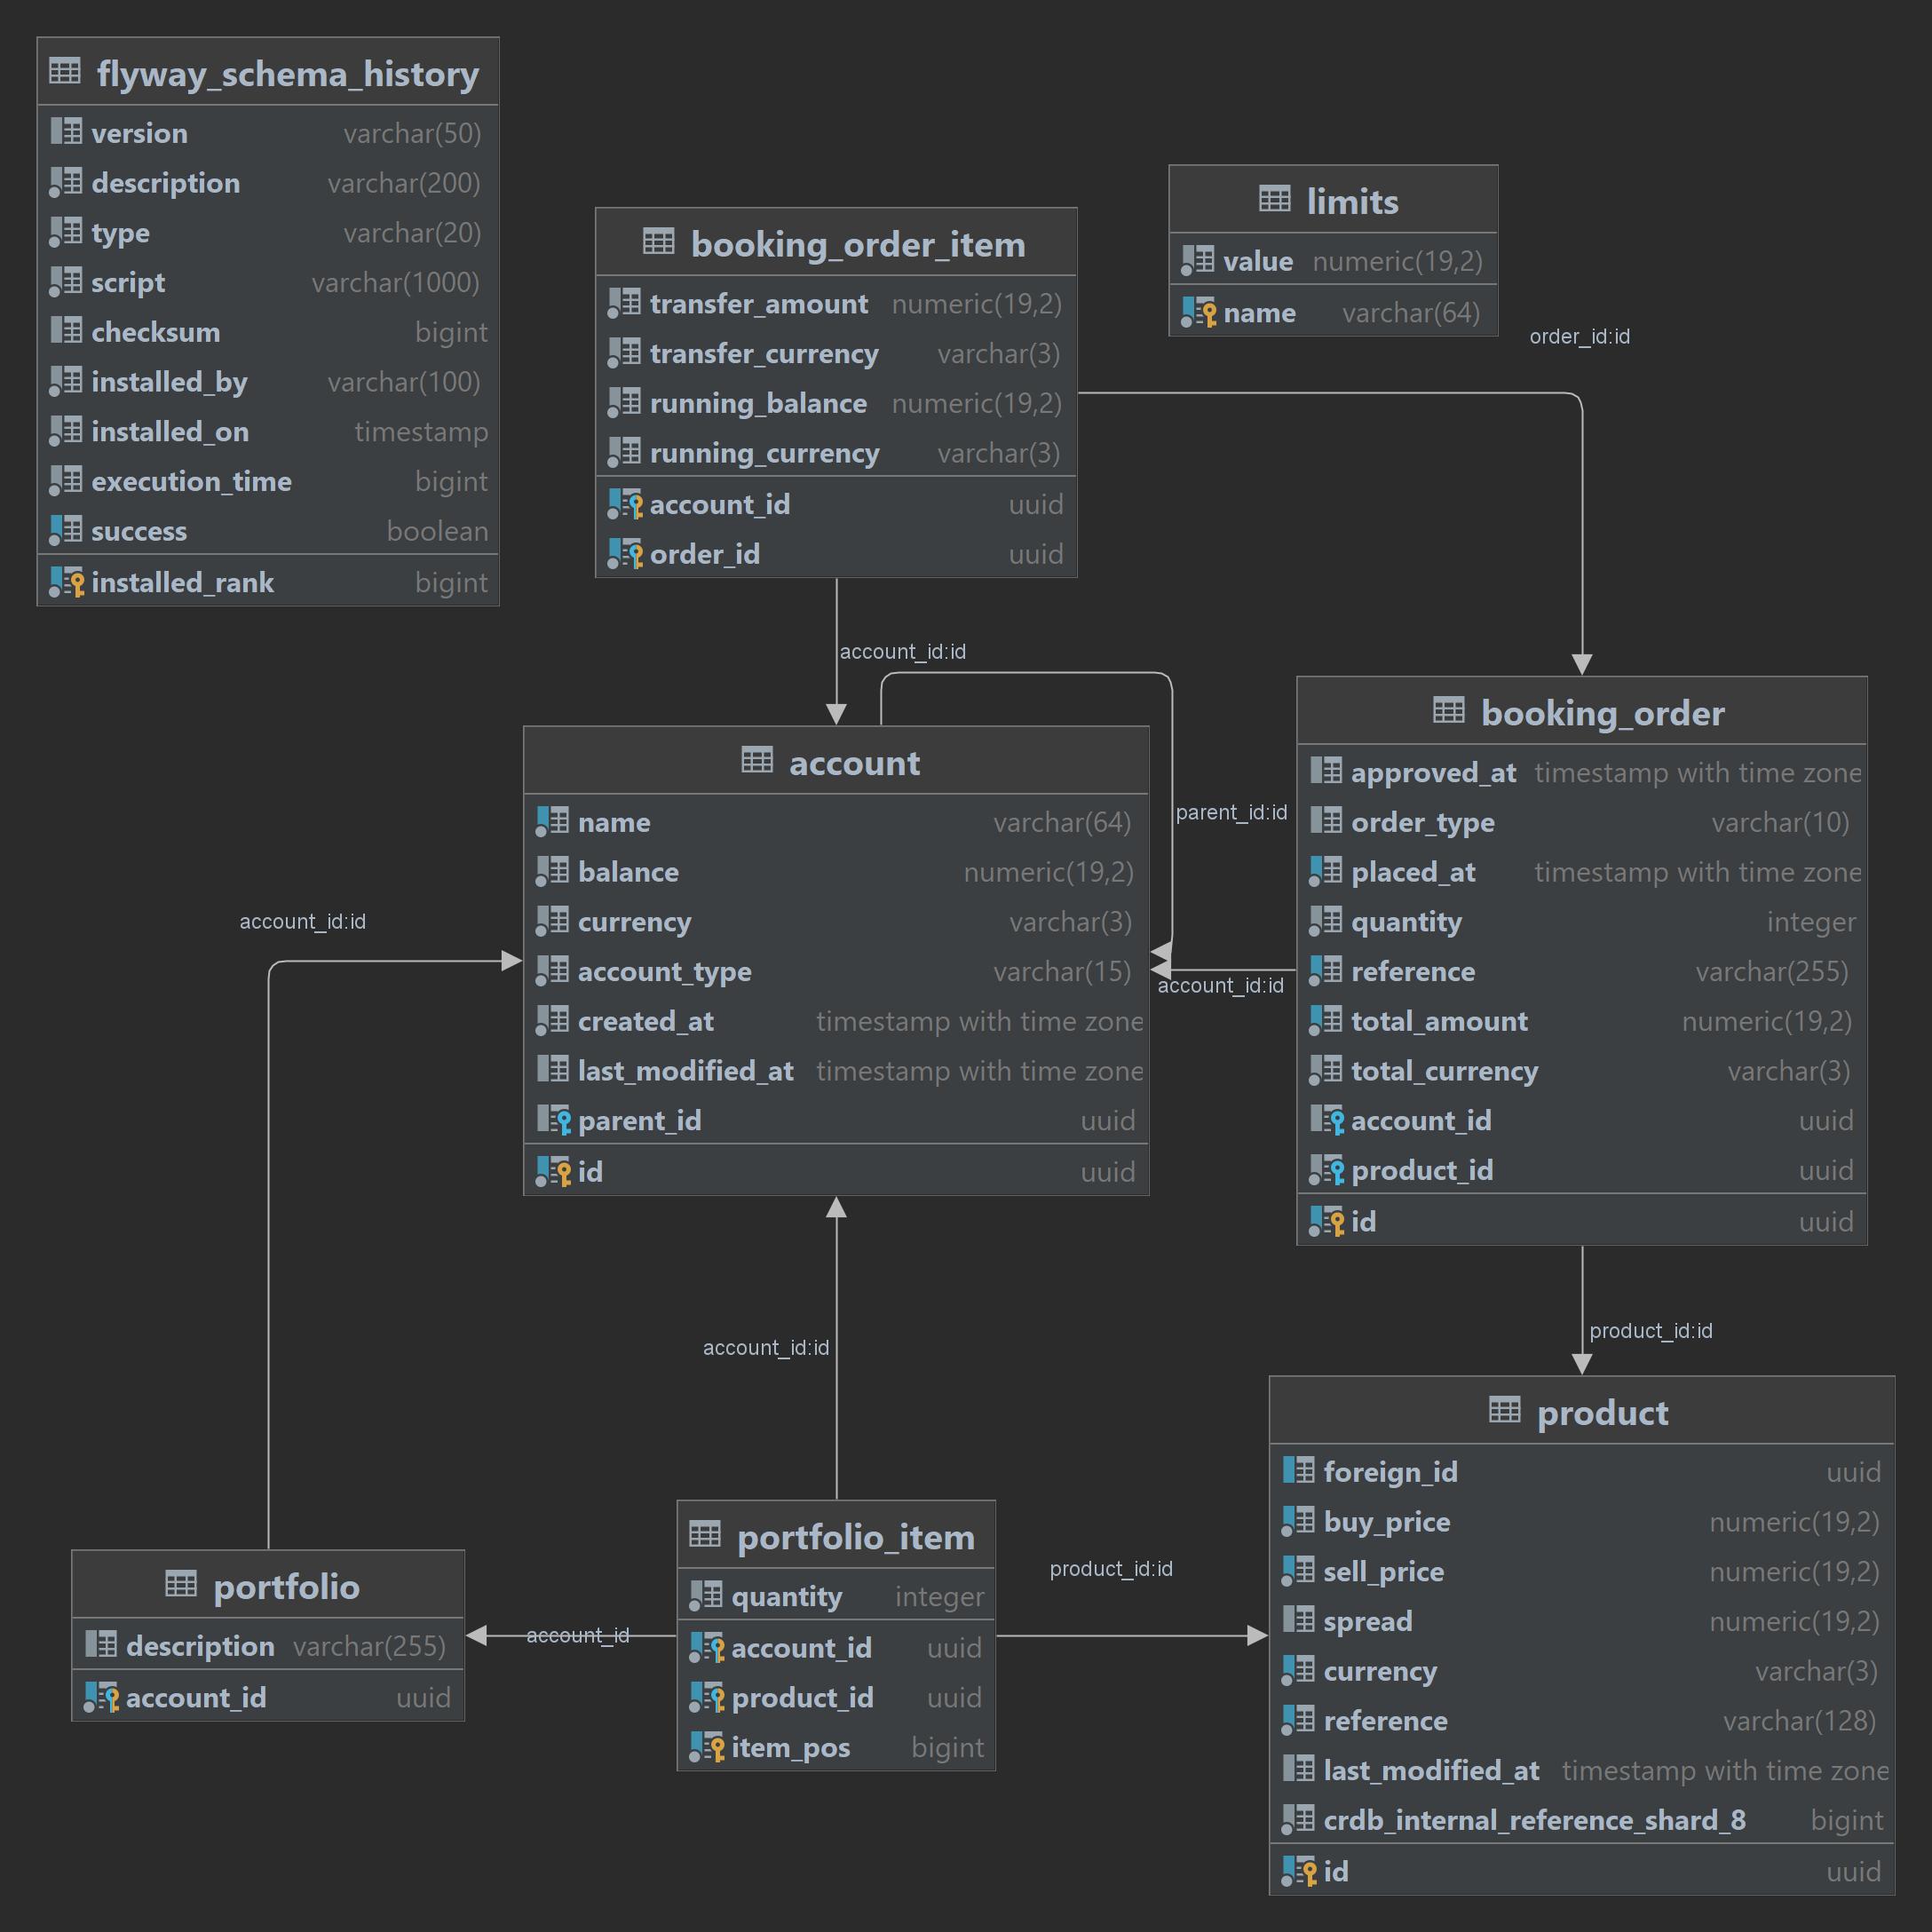 flyway_schema_history
version varchar(50)
description varchar(200)
type varchar(20)
script varchar(1000)
checksum bigint
installed_by varchar(100)
installed_on timestamp
execution_time bigint
success boolean
installed_rank bigint
booking_order_item
transfer_amount numeric(19,2)
transfer_currency varchar(3)
running_balance numeric(19,2)
running_currency varchar(3)
account_id uuid
order_id uuid
limits
value numeric(19,2)
name varchar(64)
order_id:id
account_id:id
parent_id:id
account_id:id
account
name varchar(64)
balance numeric(19,2)
currency varchar(3)
account_type varchar(15)
created_at timestamp with time zone
last_modified_at timestamp with time zone
parent_id uuid
id uuid
booking_order
approved_at timestamp with time zone
order_type varchar(10)
placed_at timestamp with time zone
quantity integer
reference varchar(255)
total_amount numeric(19,2)
total_currency varchar(3)
account_id uuid
product_id uuid
id uuid
account_id:id
account_id:id
product_id:id
portfolio
description varchar(255)
account_id uuid
account_id
portfolio_item
quantity integer
account_id uuid
product_id uuid
item_pos bigint
product_id:id
product
foreign_id uuid
buy_price numeric(19,2)
sell_price numeric(19,2)
spread numeric(19,2)
currency varchar(3)
reference varchar(128)
last_modified_at timestamp with time zone
crdb_internal_reference_shard_8 bigint
id uuid